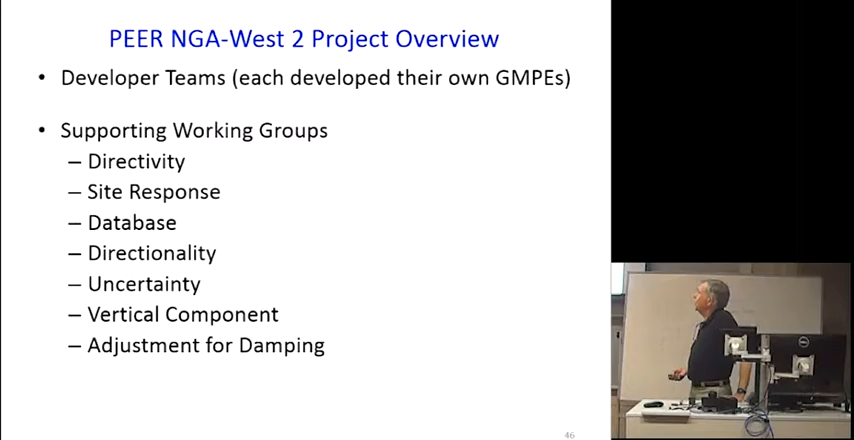 PEER NGA-West 2 Project Overview
• Developer Teams (each developed their own GMPEs)
• Supporting Working Groups
– Directivity
– Site Response
– Database
– Directionality
– Uncertainty
– Vertical Component
– Adjustment for Damping
46